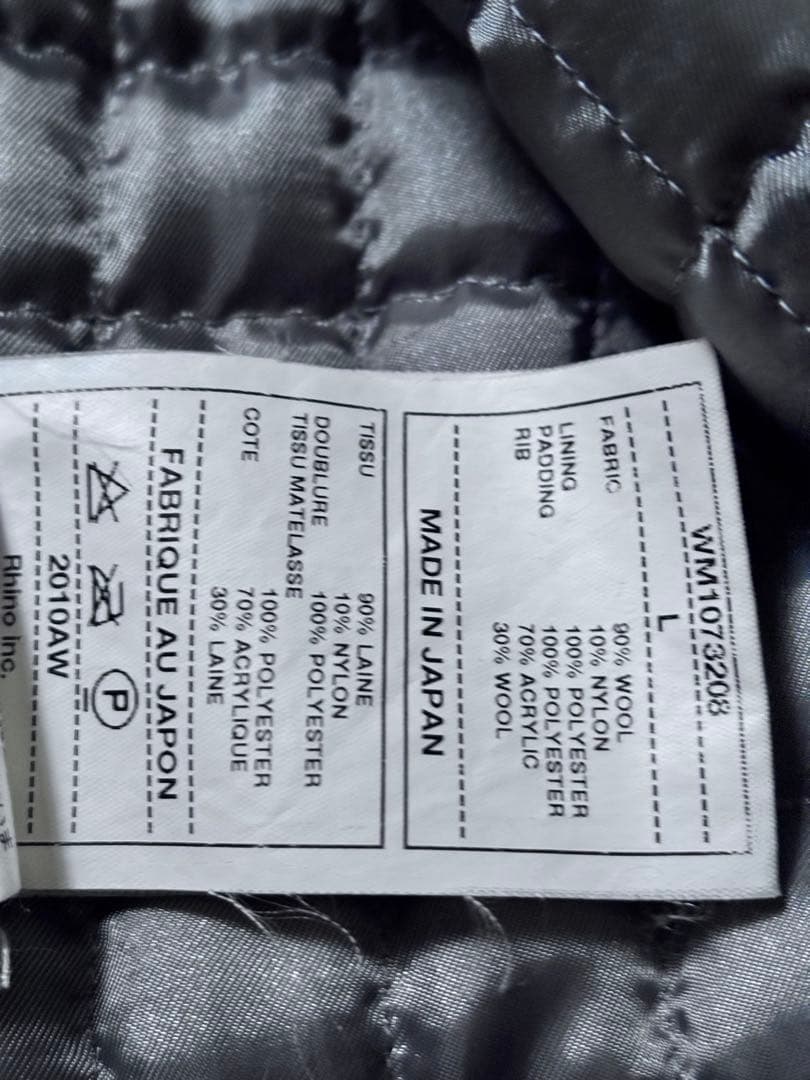 WM1073208
L
FABRIC 90% WOOL
10% NYLON
LINING 100% POLYESTER
PADDING 100% POLYESTER
RIB 70% ACRYLIC
30% WOOL
MADE IN JAPAN
TISSU 90% LAINE
10% NYLON
DOUBLURE 100% POLYESTER
TISSU MATELASSE
100% POLYESTER
COTE 70% ACRYLIQUE
30% LAINE
FABRIQUE AU JAPON
P
2010AW
Rhino Inc.